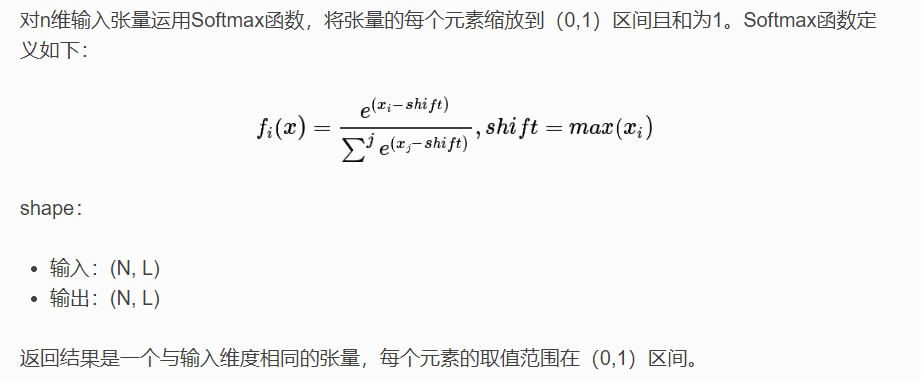 对n维输入张量运用Softmax函数，将张量的每个元素缩放到（0,1）区间且和为1。Softmax函数定
义如下：
f_i(x) = \frac{e^{(x_i - shift)}}{\sum^j e^{(x_j - shift)}}, shift = max(x_i)
shape：
• 输入：(N, L)
• 输出：(N, L)
返回结果是一个与输入维度相同的张量，每个元素的取值范围在（0,1）区间。